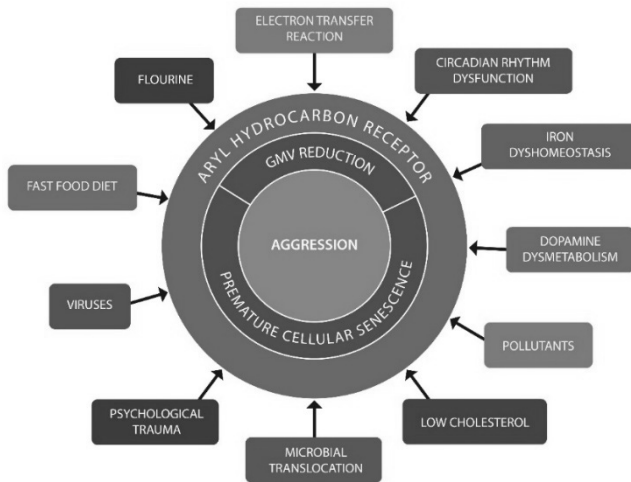 ELECTRON TRANSFER
REACTION
CIRCADIAN RHYTHM
DYSFUNCTION
FLOURINE
ARYL HYDROCARBON RECEPTOR
IRON
DYSHOMEOSTASIS
GMV REDUCTION
FAST FOOD DIET
AGGRESSION
DOPAMINE
DYSMETABOLISM
PREMATURE CELLULAR SENESCENCE
VIRUSES
POLLUTANTS
PSYCHOLOGICAL
TRAUMA
LOW CHOLESTEROL
MICROBIAL
TRANSLOCATION